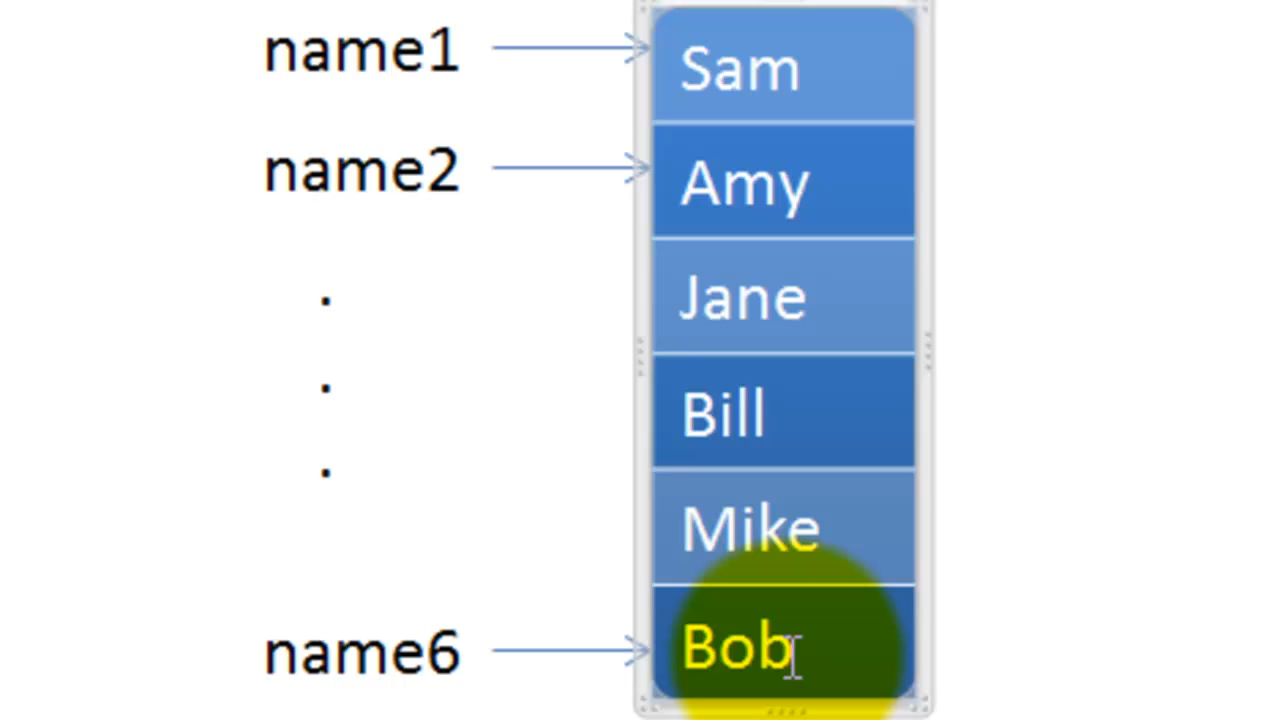 name1 Sam
name2 Amy
. Jane
. Bill
. Mike
name6 Bob